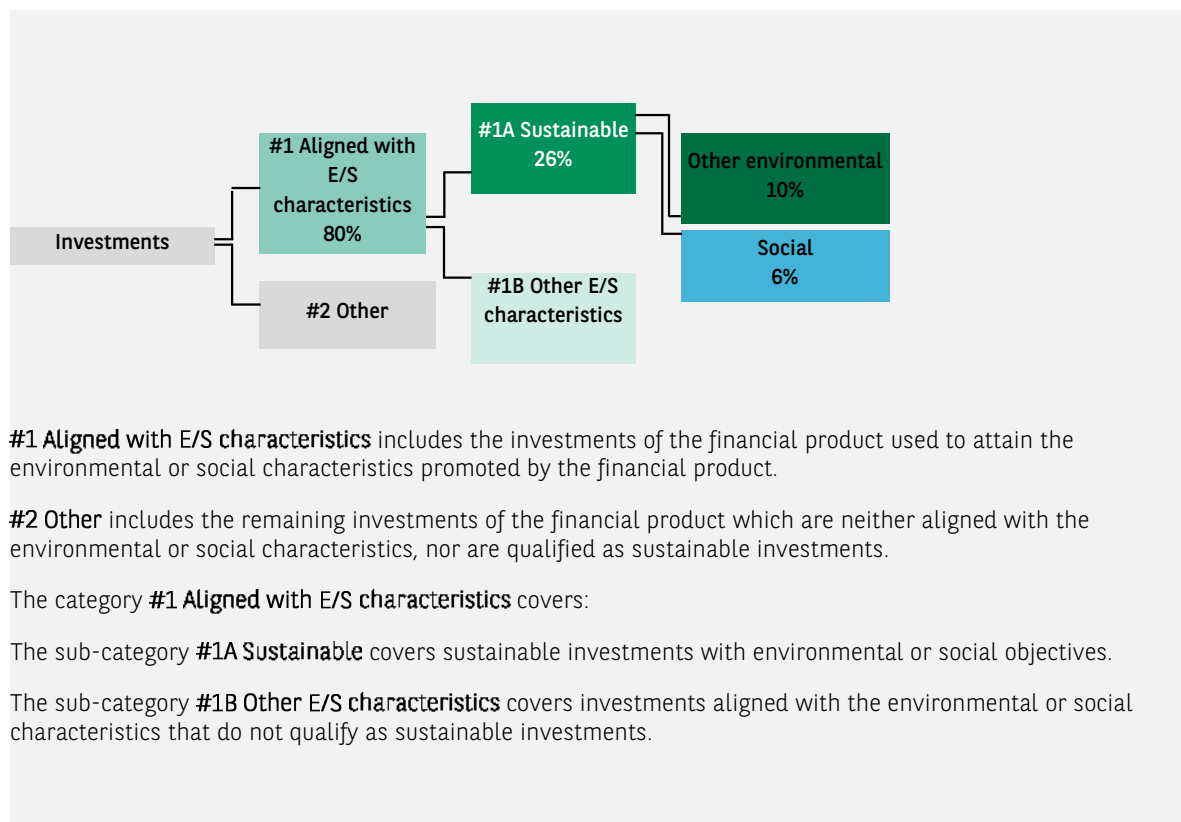 #1A Sustainable
26%
#1 Aligned with
E/S
characteristics
80%
Other environmental
10%
Investments
Social
6%
#1B Other E/S
characteristics
#2 Other
#1 Aligned with E/S characteristics includes the investments of the financial product used to attain the
environmental or social characteristics promoted by the financial product.
#2 Other includes the remaining investments of the financial product which are neither aligned with the
environmental or social characteristics, nor are qualified as sustainable investments.
The category #1 Aligned with E/S characteristics covers:
The sub-category #1A Sustainable covers sustainable investments with environmental or social objectives.
The sub-category #1B Other E/S characteristics covers investments aligned with the environmental or social
characteristics that do not qualify as sustainable investments.